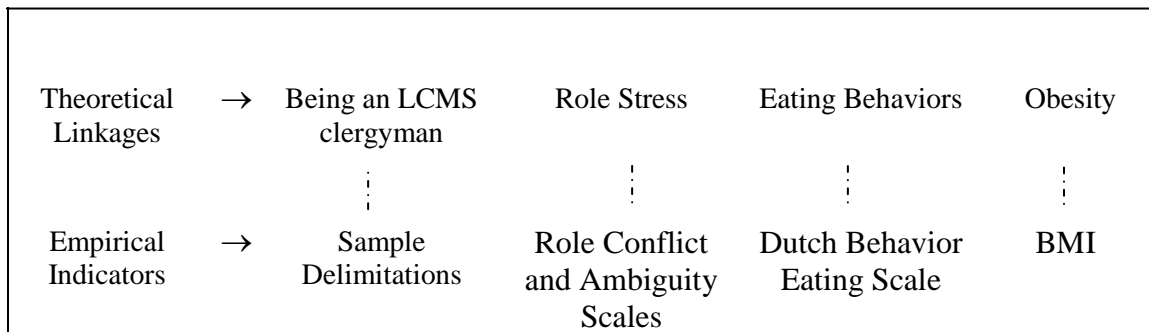 Theoretical → Being an LCMS Role Stress Eating Behaviors Obesity
Linkages clergyman
Empirical → Sample Role Conflict Dutch Behavior BMI
Indicators Delimitations and Ambiguity Eating Scale
Scales